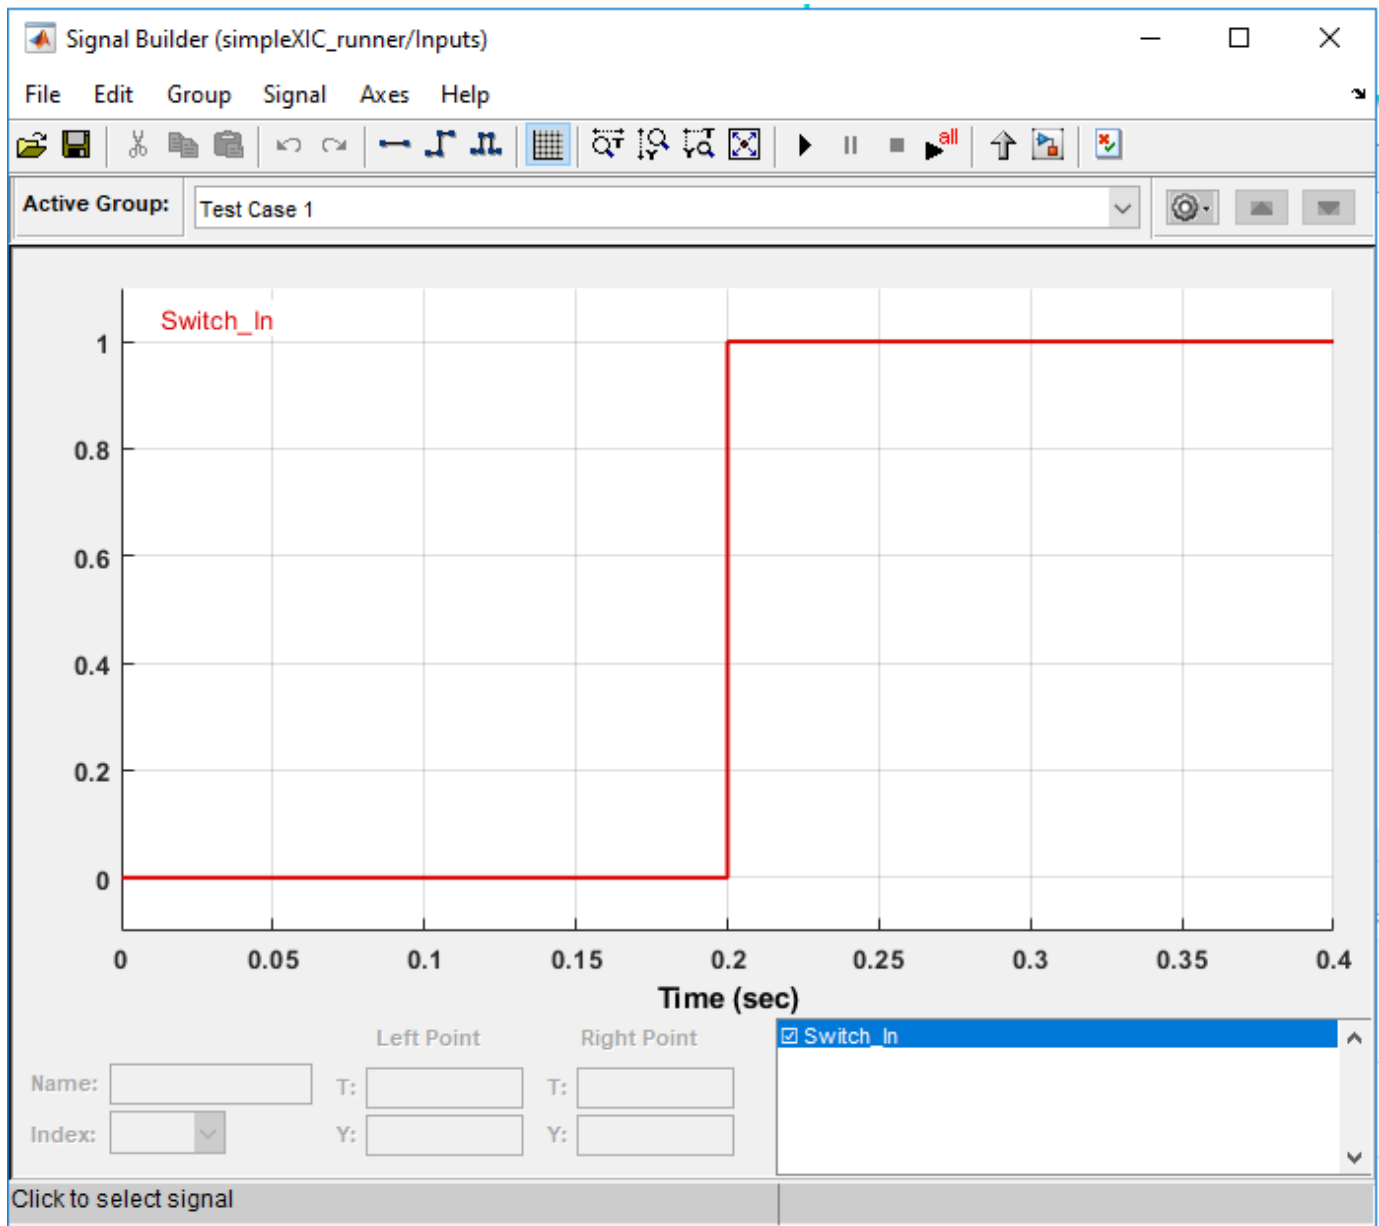 Signal Builder (simpleXIC_runner/Inputs)
File Edit Group Signal Axes Help
all
Active Group: Test Case 1
Switch_In
1
0.8
0.6
0.4
0.2
0
0 0.05 0.1 0.15 0.2 0.25 0.3 0.35 0.4
Time (sec)
Left Point Right Point
Switch_In
Name: T: T:
Index: Y: Y:
Click to select signal